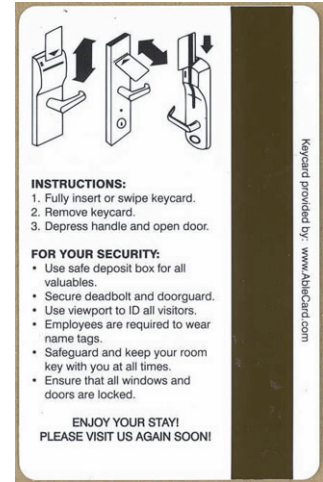 INSTRUCTIONS:
1. Fully insert or swipe keycard.
2. Remove keycard.
3. Depress handle and open door.
FOR YOUR SECURITY:
• Use safe deposit box for all
valuables.
• Secure deadbolt and doorguard.
• Use viewport to ID all visitors.
• Employees are required to wear
name tags.
• Safeguard and keep your room
key with you at all times.
• Ensure that all windows and
doors are locked.
ENJOY YOUR STAY!
PLEASE VISIT US AGAIN SOON!
Keycard provided by: www.AbleCard.com